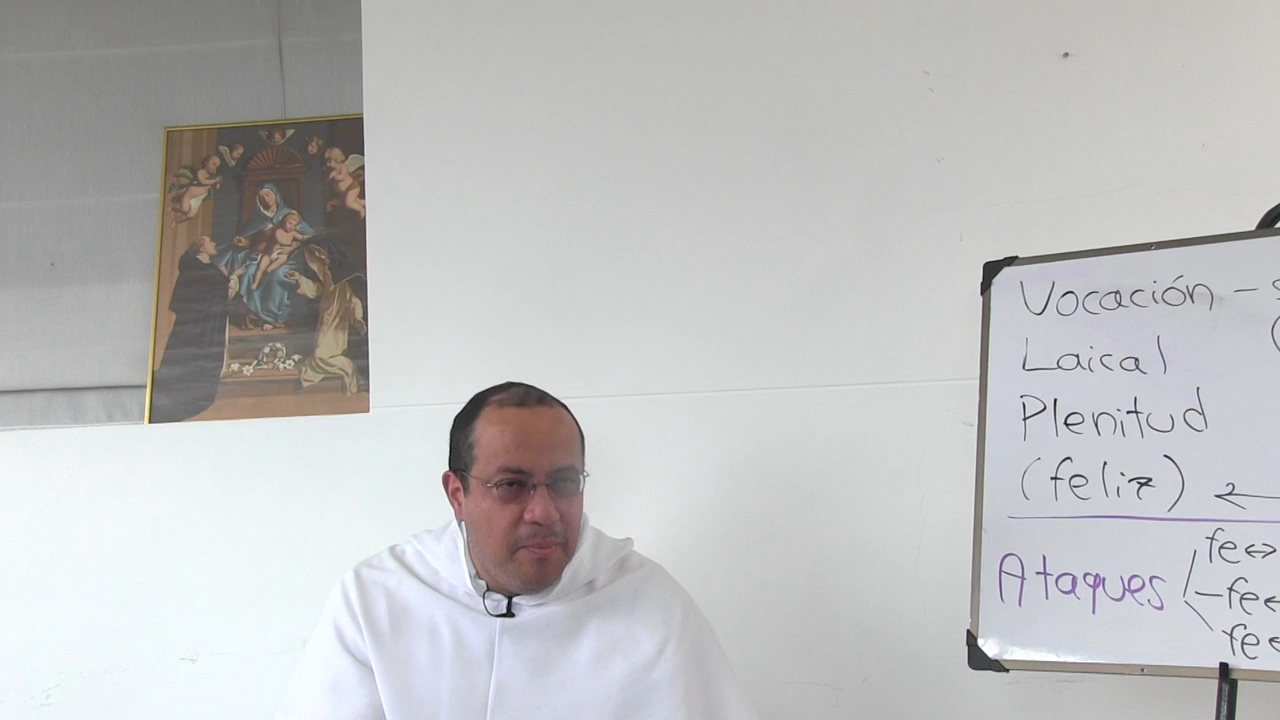 Vocación –
Laical
Plenitud
(feliz) ←
Ataques
fe ↔
– fe
fe